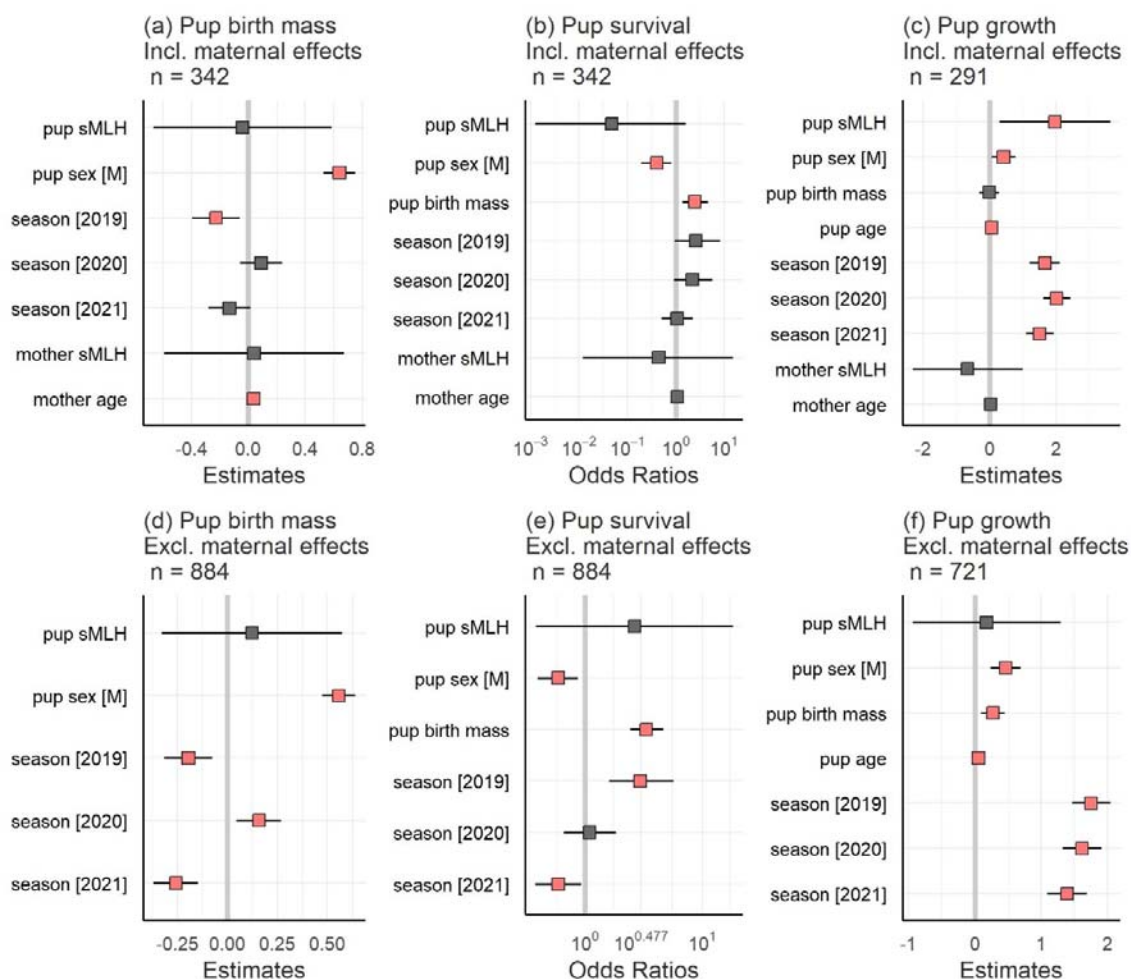 (a) Pup birth mass
Incl. maternal effects
n = 342
pup sMLH
pup sex [M]
season [2019]
season [2020]
season [2021]
mother sMLH
mother age
-0.4 0.0 0.4 0.8
Estimates
(b) Pup survival
Incl. maternal effects
n = 342
pup sMLH
pup sex [M]
pup birth mass
season [2019]
season [2020]
season [2021]
mother sMLH
mother age
10⁻³ 10⁻² 10⁻¹ 10⁰ 10¹
Odds Ratios
(c) Pup growth
Incl. maternal effects
n = 291
pup sMLH
pup sex [M]
pup birth mass
pup age
season [2019]
season [2020]
season [2021]
mother sMLH
mother age
-2 0 2
Estimates
(d) Pup birth mass
Excl. maternal effects
n = 884
pup sMLH
pup sex [M]
season [2019]
season [2020]
season [2021]
-0.25 0.00 0.25 0.50
Estimates
(e) Pup survival
Excl. maternal effects
n = 884
pup sMLH
pup sex [M]
pup birth mass
season [2019]
season [2020]
season [2021]
10⁰ 10⁰·⁴⁷⁷ 10¹
Odds Ratios
(f) Pup growth
Excl. maternal effects
n = 721
pup sMLH
pup sex [M]
pup birth mass
pup age
season [2019]
season [2020]
season [2021]
-1 0 1 2
Estimates